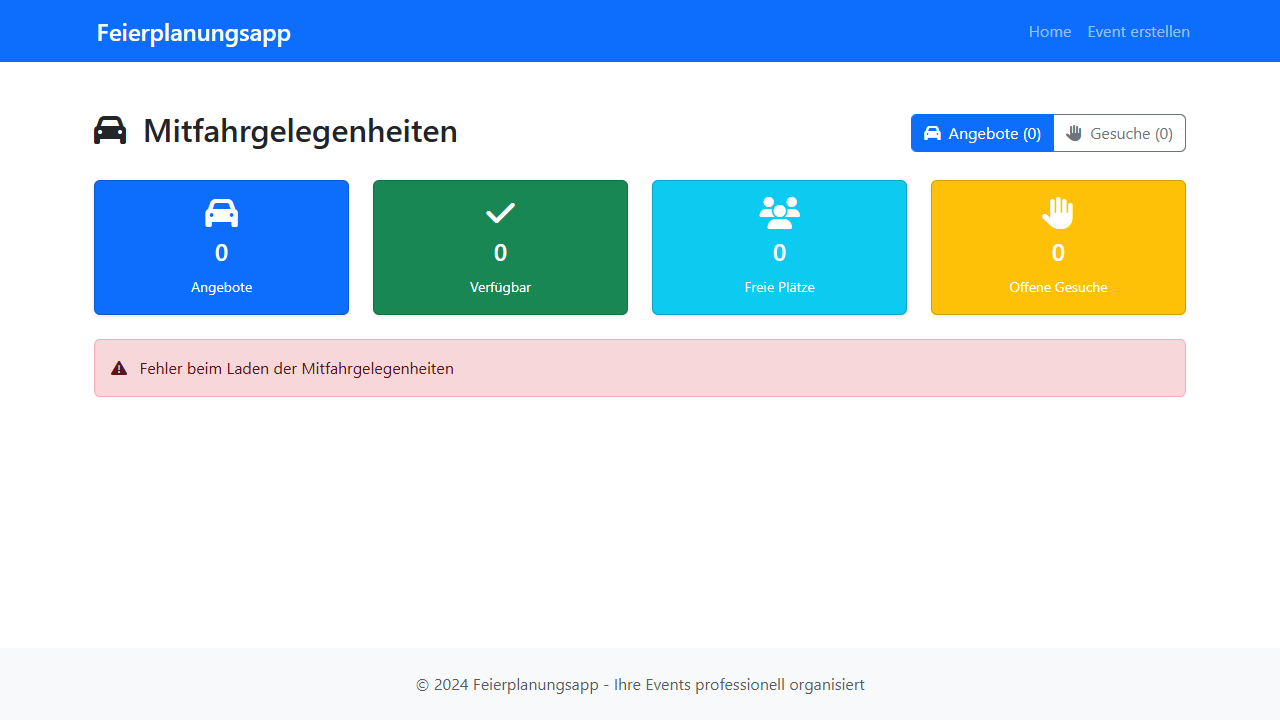 Feierplanungsapp
Home
Event erstellen
Mitfahrgelegenheiten
Angebote (0)
Gesuche (0)
0
Angebote
0
Verfügbar
0
Freie Plätze
0
Offene Gesuche
Fehler beim Laden der Mitfahrgelegenheiten
© 2024 Feierplanungsapp - Ihre Events professionell organisiert